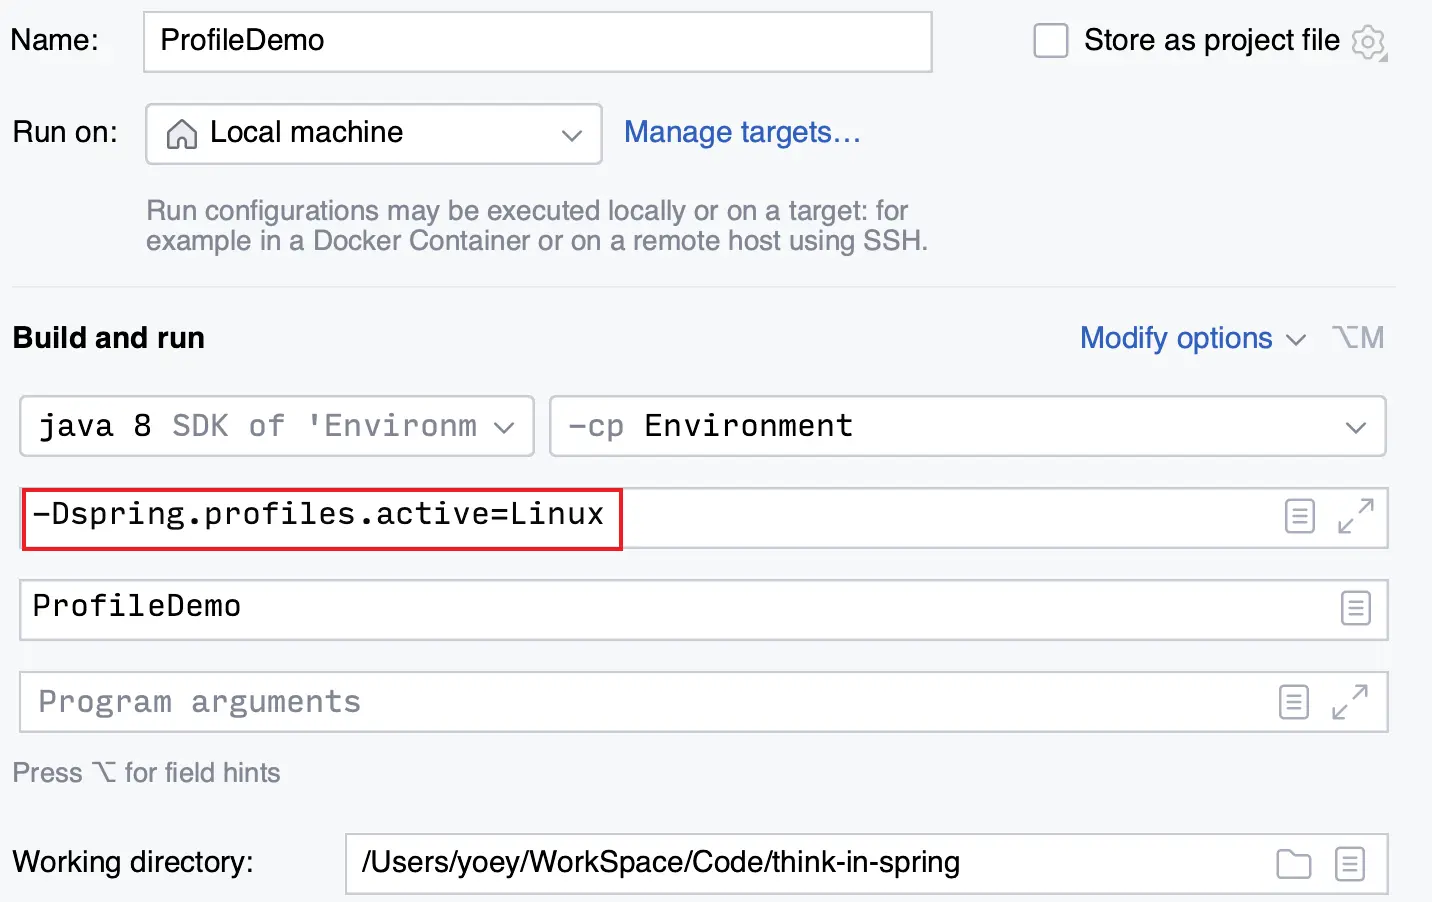 Name: ProfileDemo Store as project file
Run on: Local machine Manage targets...
Run configurations may be executed locally or on a target: for
example in a Docker Container or on a remote host using SSH.
Build and run Modify options ⌥M
java 8 SDK of 'Environm -cp Environment
-Dspring.profiles.active=Linux
ProfileDemo
Program arguments
Press ⌥ for field hints
Working directory: /Users/yoey/WorkSpace/Code/think-in-spring